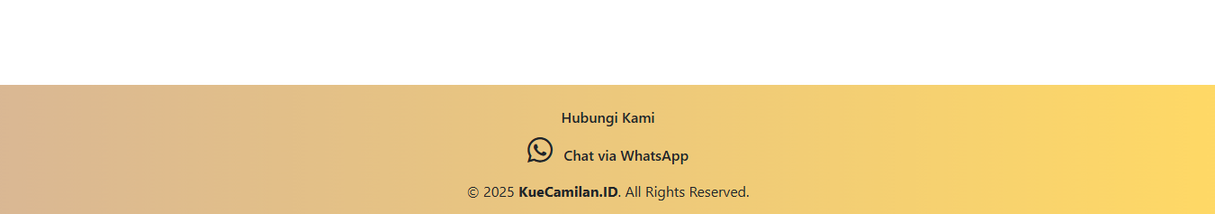 Hubungi Kami
Chat via WhatsApp
© 2025 KueCamilan.ID. All Rights Reserved.